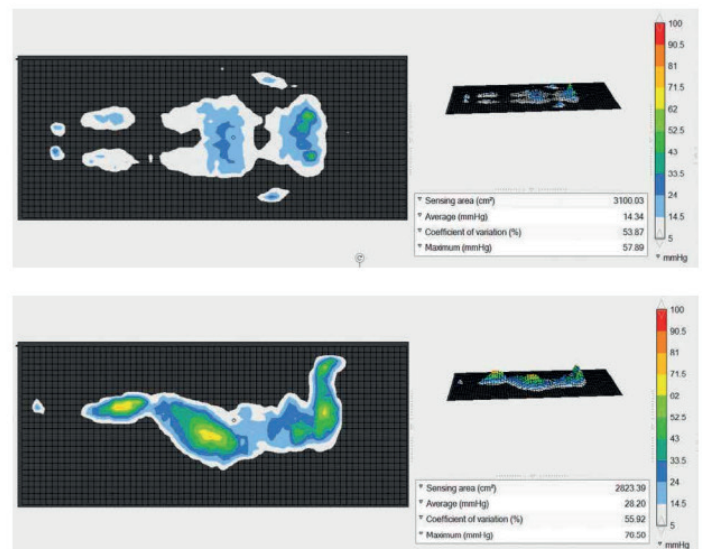 100
90.5
81
71.5
62
52.5
43
33.5
24
14.5
5
mmHg
Sensing area (cm²) 3100.03
Average (mmHg) 14.34
Coefficient of variation (%) 53.87
Maximum (mmHg) 57.89
100
90.5
81
71.5
62
52.5
43
33.5
24
14.5
5
mmHg
Sensing area (cm²) 2823.39
Average (mmHg) 28.20
Coefficient of variation (%) 55.92
Maximum (mmHg) 70.50